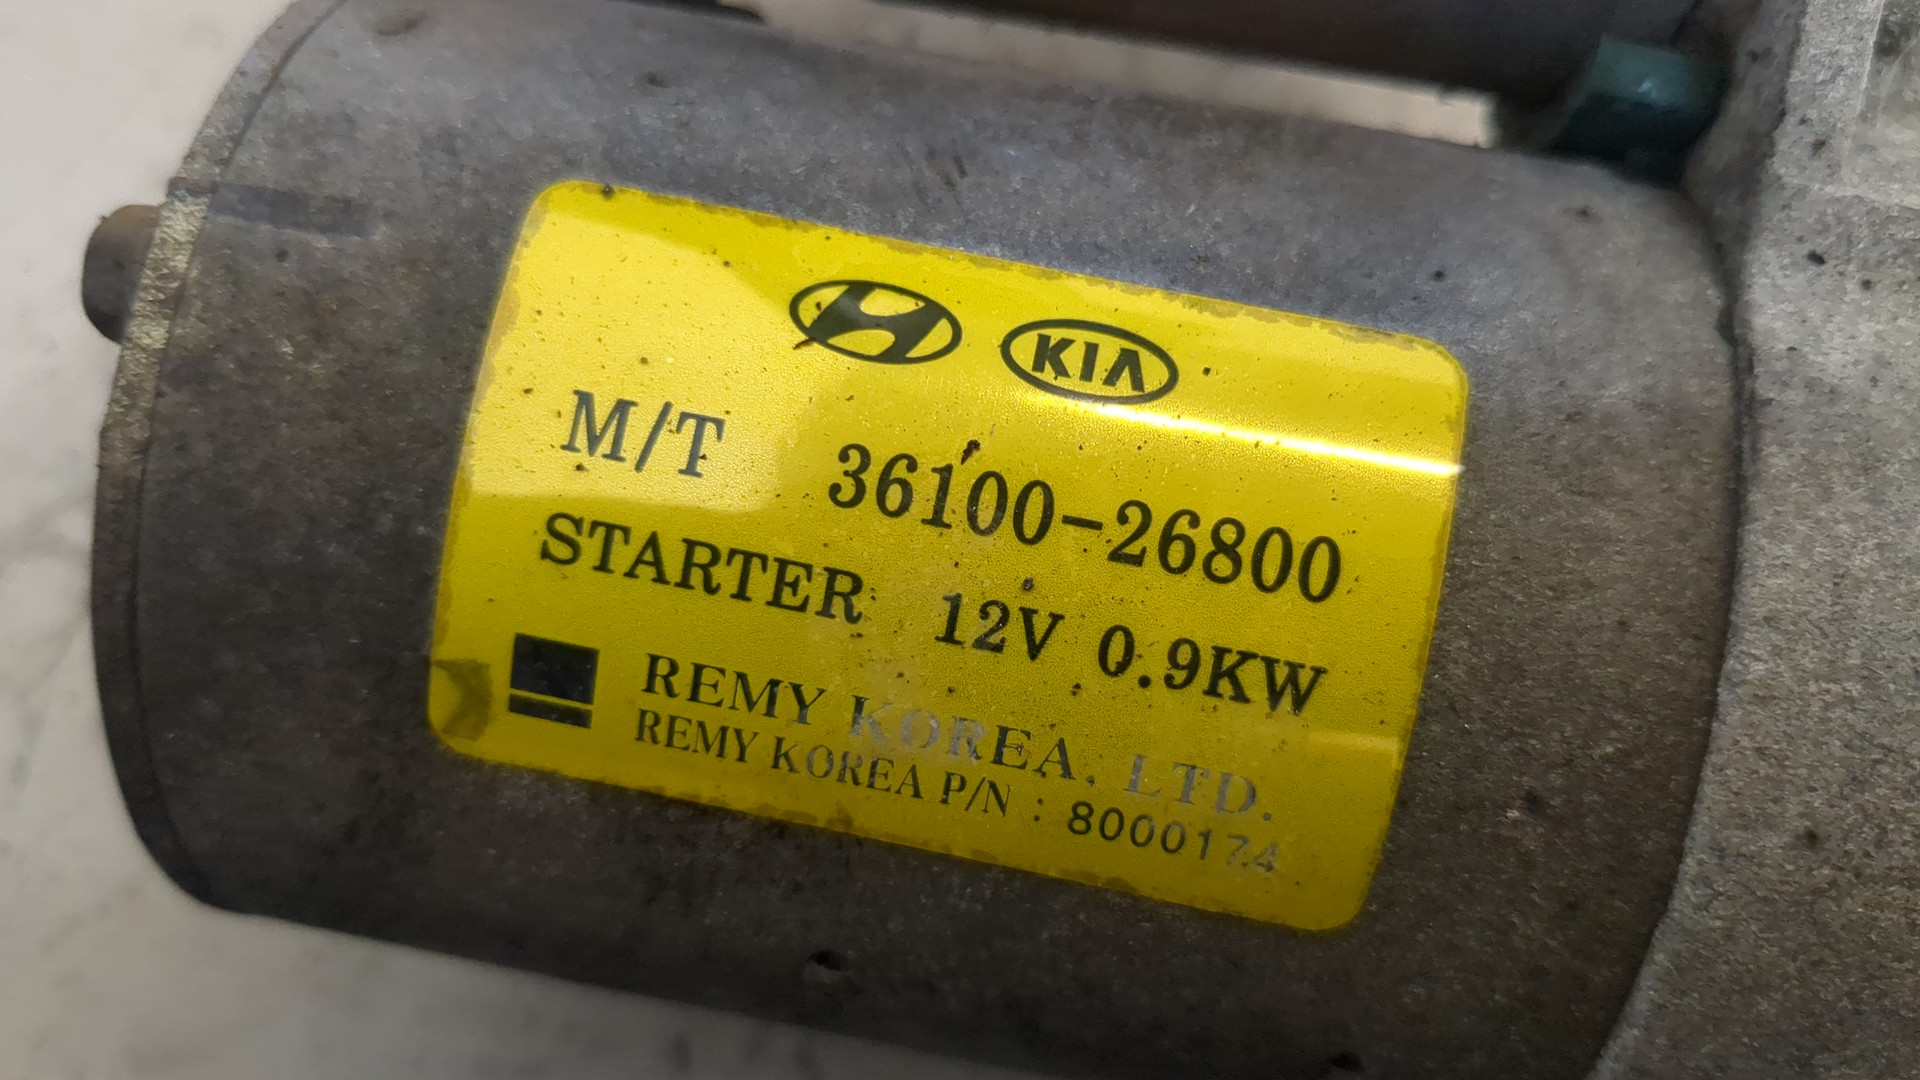 KIA
M/T 36100-26800
STARTER 12V 0.9KW
REMY KOREA. LTD.
REMY KOREA P/N : 8000174